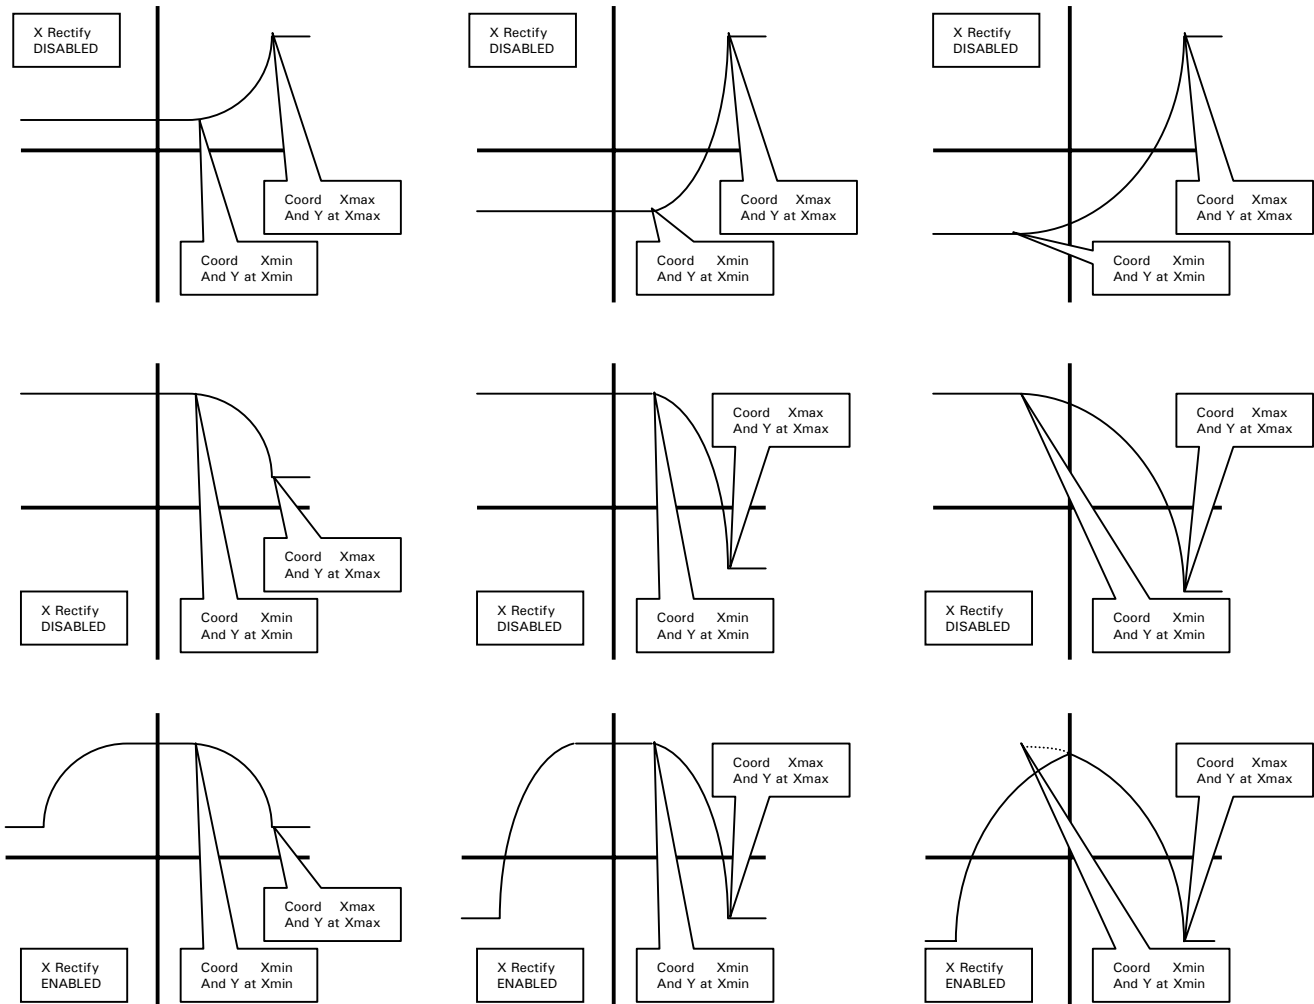 X Rectify
DISABLED
Coord Xmax
And Y at Xmax
Coord Xmin
And Y at Xmin
X Rectify
DISABLED
Coord Xmax
And Y at Xmax
Coord Xmin
And Y at Xmin
X Rectify
DISABLED
Coord Xmax
And Y at Xmax
Coord Xmin
And Y at Xmin
Coord Xmax
And Y at Xmax
X Rectify
DISABLED
Coord Xmin
And Y at Xmin
Coord Xmax
And Y at Xmax
X Rectify
DISABLED
Coord Xmin
And Y at Xmin
Coord Xmax
And Y at Xmax
X Rectify
DISABLED
Coord Xmin
And Y at Xmin
Coord Xmax
And Y at Xmax
X Rectify
ENABLED
Coord Xmin
And Y at Xmin
Coord Xmax
And Y at Xmax
X Rectify
ENABLED
Coord Xmin
And Y at Xmin
Coord Xmax
And Y at Xmax
X Rectify
ENABLED
Coord Xmin
And Y at Xmin